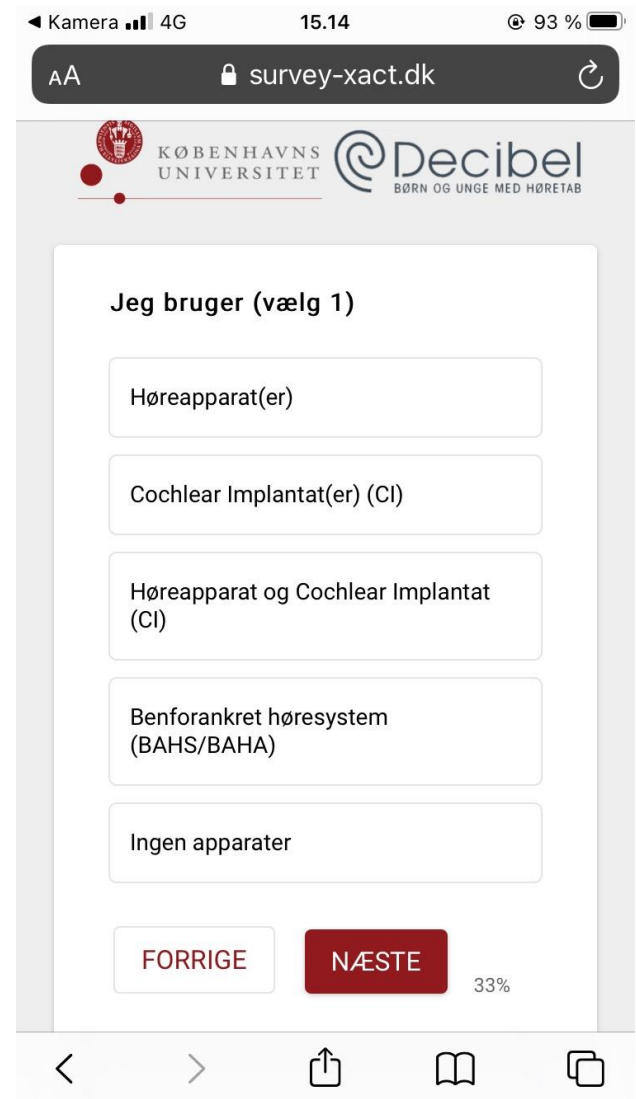 Kamera 4G 15.14 93 %
AA survey-xact.dk
KØBENHAVNS
UNIVERSITET
Decibel
BØRN OG UNGE MED HØRETAB
Jeg bruger (vælg 1)
Høreapparat(er)
Cochlear Implantat(er) (CI)
Høreapparat og Cochlear Implantat
(CI)
Benforankret høresystem
(BAHS/BAHA)
Ingen apparater
FORRIGE NÆSTE 33%